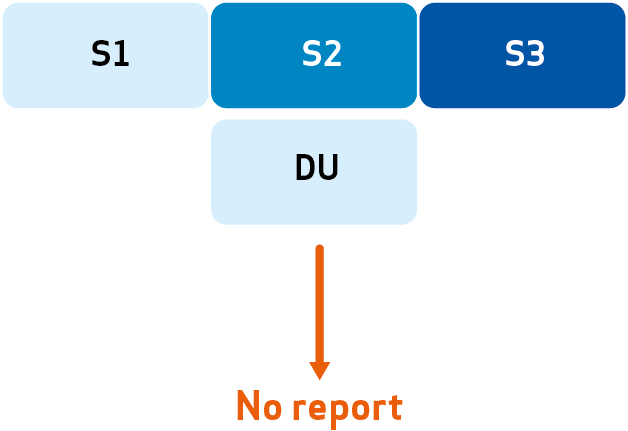 S1 S2 S3
DU
No report